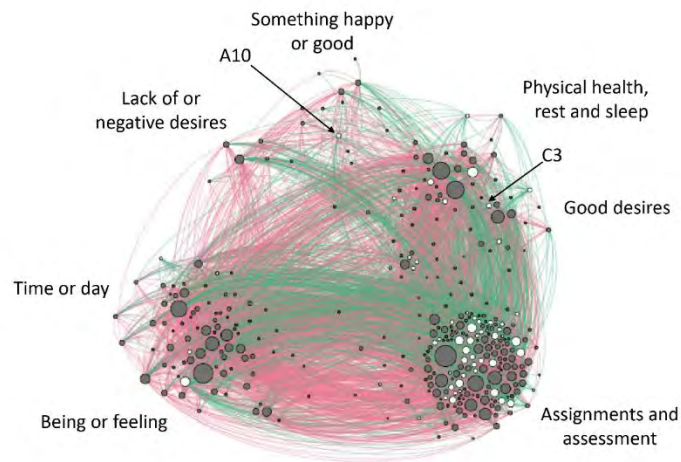 Something happy
or good
A10
Physical health,
rest and sleep
Lack of or
negative desires
C3
Good desires
Time or day
Being or feeling
Assignments and
assessment